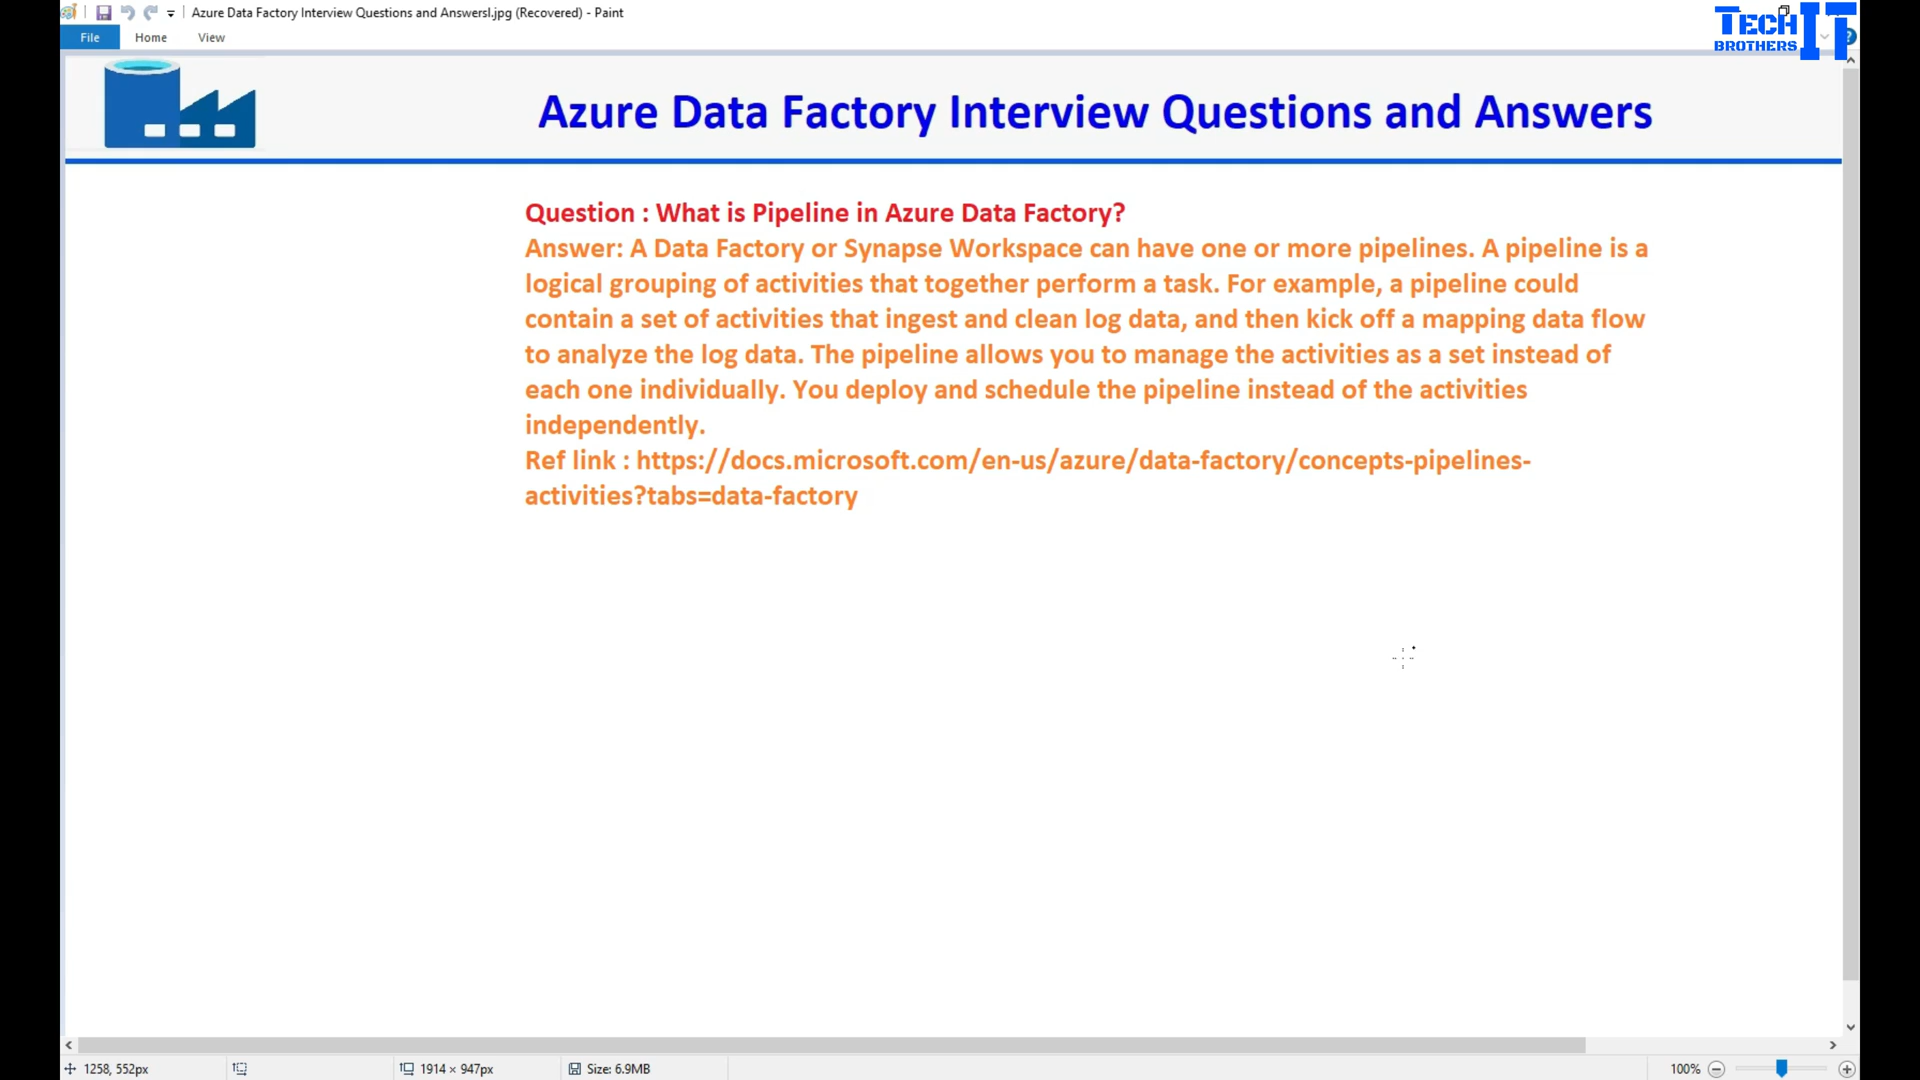 Azure Data Factory Interview Questions and Answersl.jpg (Recovered) - Paint
TECH IT
BROTHERS
File Home View
Azure Data Factory Interview Questions and Answers
Question : What is Pipeline in Azure Data Factory?
Answer: A Data Factory or Synapse Workspace can have one or more pipelines. A pipeline is a
logical grouping of activities that together perform a task. For example, a pipeline could
contain a set of activities that ingest and clean log data, and then kick off a mapping data flow
to analyze the log data. The pipeline allows you to manage the activities as a set instead of
each one individually. You deploy and schedule the pipeline instead of the activities
independently.
Ref link : https://docs.microsoft.com/en-us/azure/data-factory/concepts-pipelines-
activities?tabs=data-factory
1258, 552px 1914 × 947px Size: 6.9MB 100%